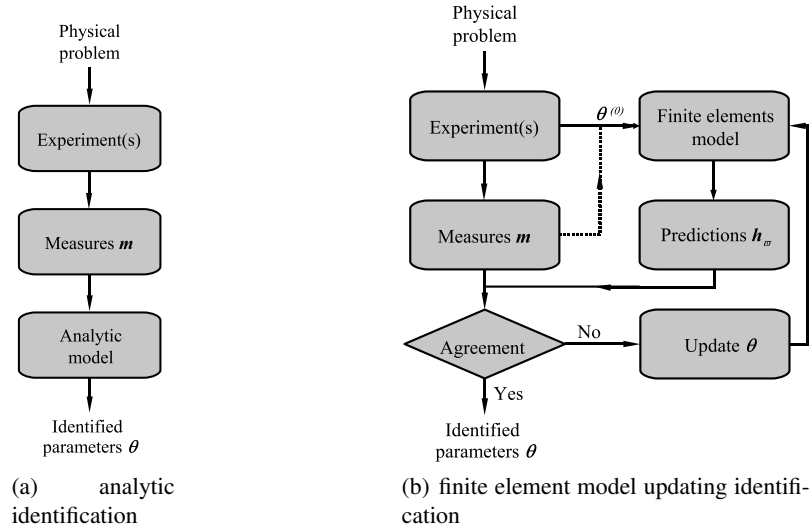 Physical
problem
Experiment(s)
Measures m
Analytic
model
Identified
parameters θ
(a) analytic
identification
Physical
problem
Experiment(s)
θ (0)
Finite elements
model
Measures m
Predictions hϖ
Agreement
No
Update θ
Yes
Identified
parameters θ
(b) finite element model updating identifi-
cation